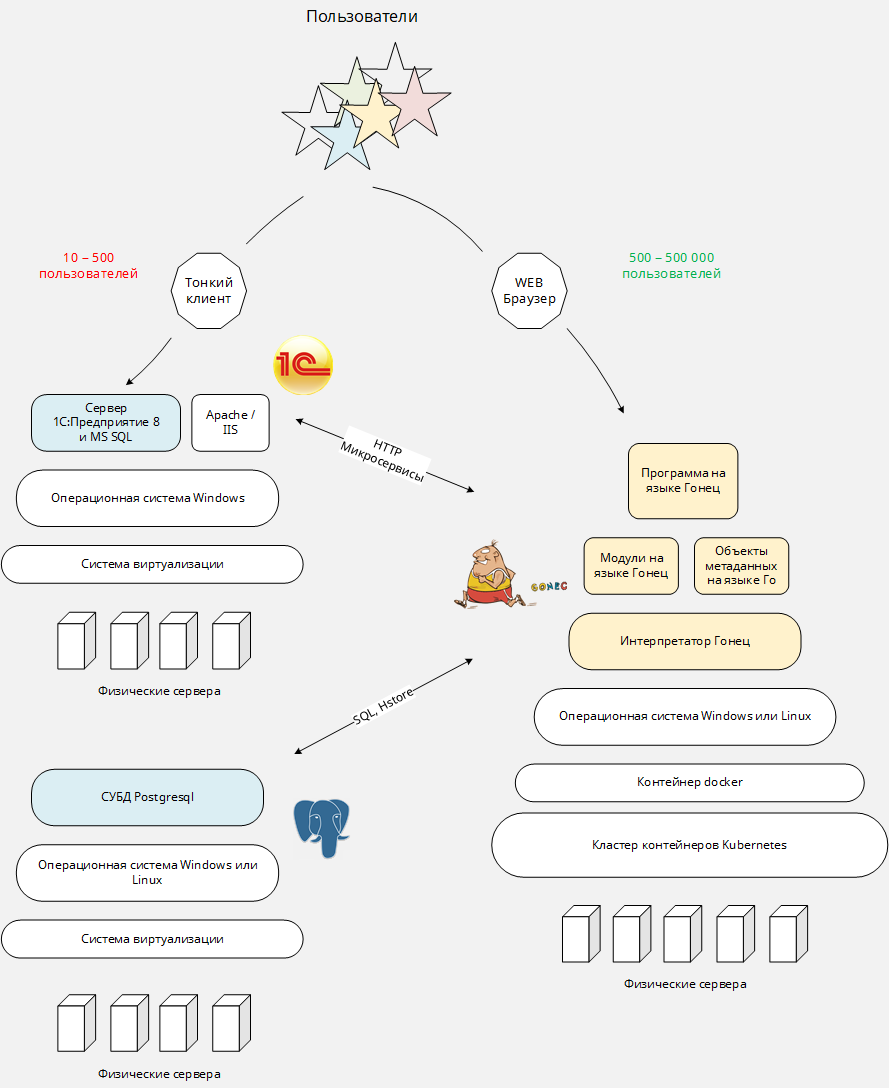 Пользователи
10 – 500
пользователей
Тонкий
клиент
WEB
Браузер
500 – 500 000
пользователей
1С
Сервер
1С:Предприятие 8
и MS SQL
Apache /
IIS
HTTP
Микросервисы
Операционная система Windows
Система виртуализации
Физические сервера
Программа на
языке Гонец
Модули на
языке Гонец
Объекты
метаданных
на языке Го
GONEC
Интерпретатор Гонец
SQL, Hstore
Операционная система Windows или Linux
Контейнер docker
Кластер контейнеров Kubernetes
Физические сервера
СУБД Postgresql
Операционная система Windows или
Linux
Система виртуализации
Физические сервера